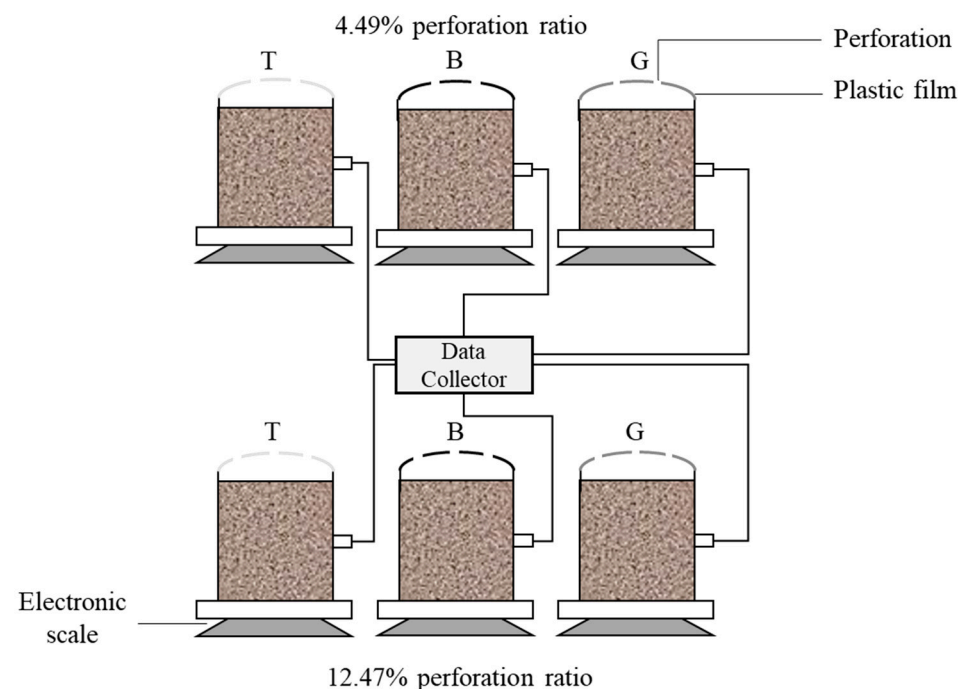 4.49% perforation ratio
T
B
G
Perforation
Plastic film
Data
Collector
T
B
G
Electronic
scale
12.47% perforation ratio